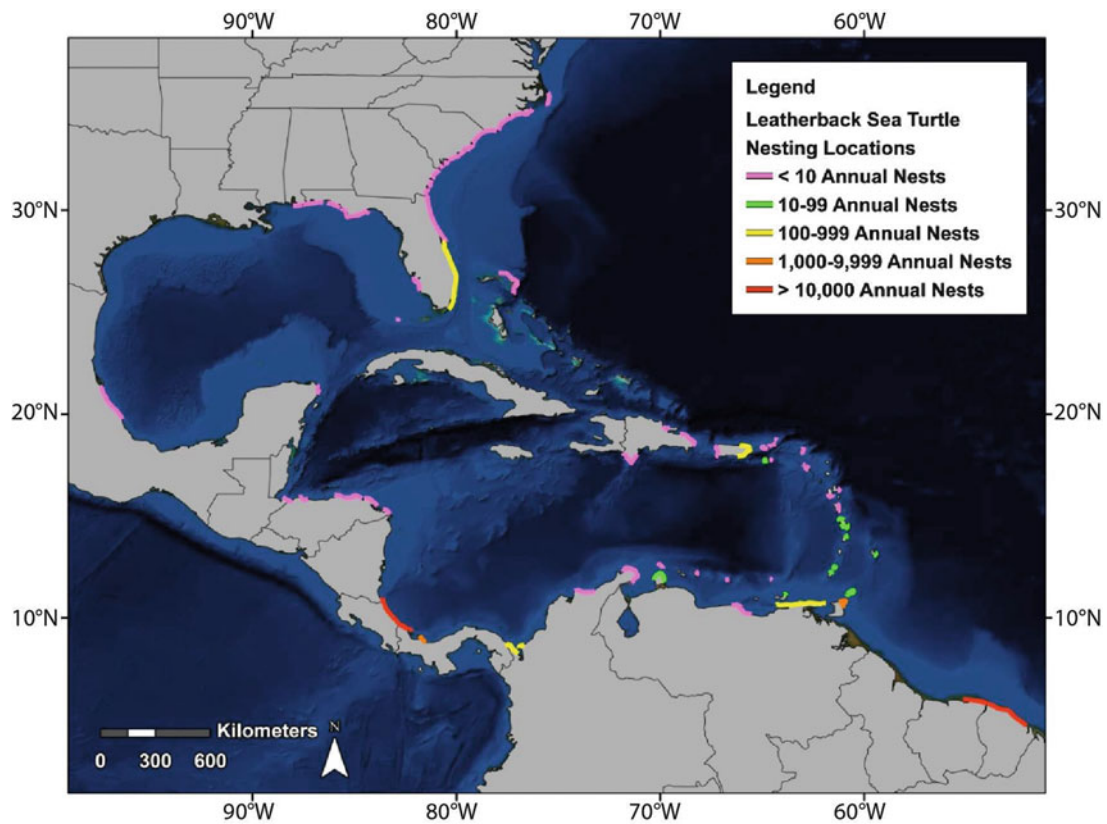 90°W 80°W 70°W 60°W
Legend
Leatherback Sea Turtle
Nesting Locations
< 10 Annual Nests
10-99 Annual Nests
100-999 Annual Nests
1,000-9,999 Annual Nests
> 10,000 Annual Nests
30°N 30°N
20°N 20°N
10°N 10°N
Kilometers N
0 300 600
90°W 80°W 70°W 60°W